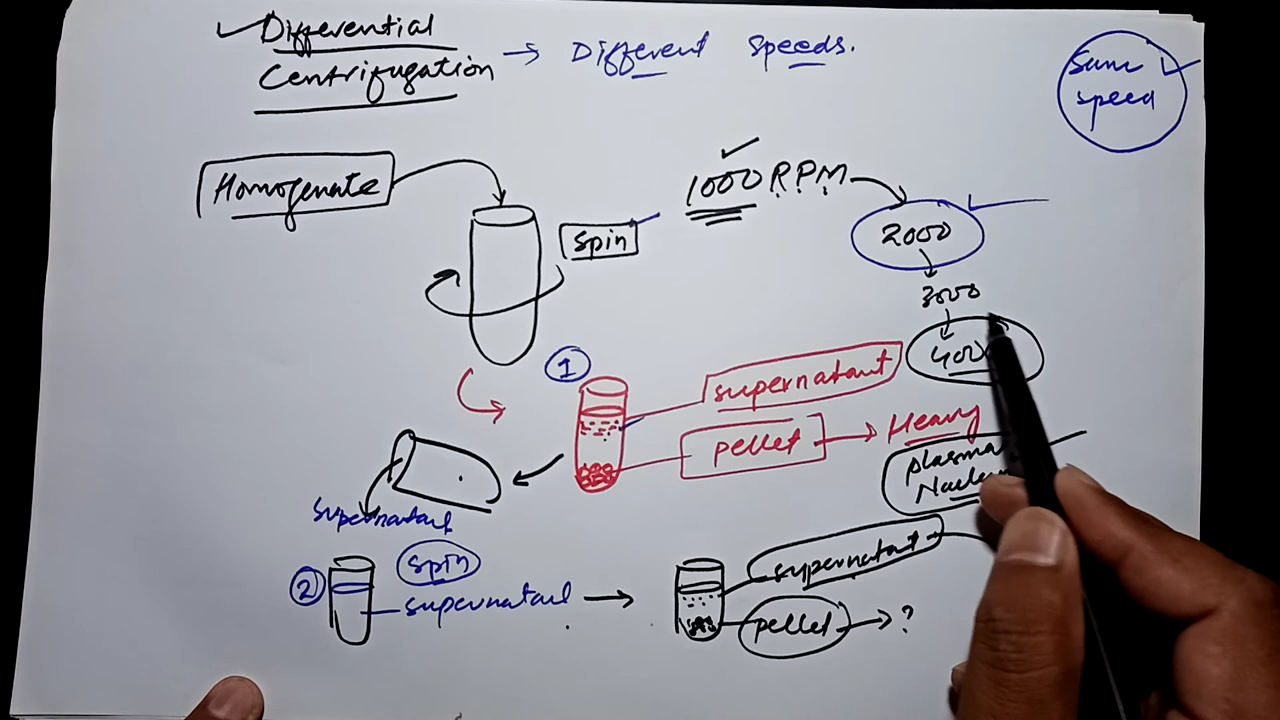 Differential
Centrifugation → Different speeds.
Same
speed
Homogenate
spin
1000 RPM
2000
3000
1
supernatant
pellet → Heavy
plasma
supernatant
2
spin
supernatant
supernatant
pellet → ?